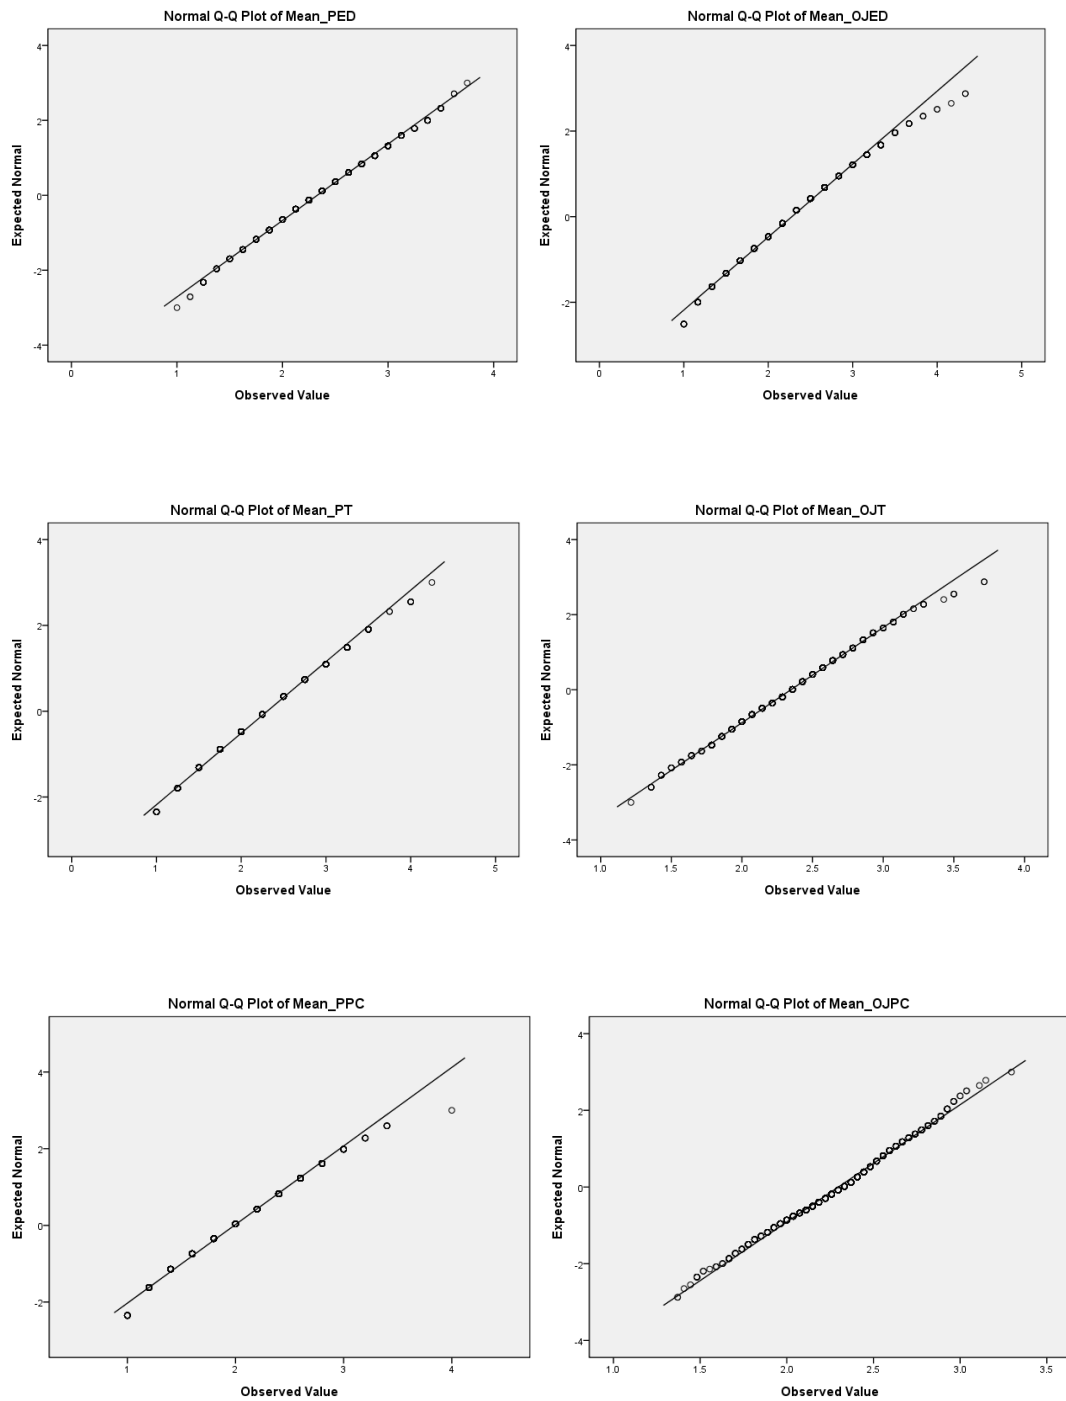 Normal Q-Q Plot of Mean_PED
Expected Normal
4
2
0
-2
-4
0 1 2 3 4
Observed Value
Normal Q-Q Plot of Mean_OJED
Expected Normal
4
2
0
-2
0 1 2 3 4 5
Observed Value
Normal Q-Q Plot of Mean_PT
Expected Normal
4
2
0
-2
0 1 2 3 4 5
Observed Value
Normal Q-Q Plot of Mean_OJT
Expected Normal
4
2
0
-2
-4
1.0 1.5 2.0 2.5 3.0 3.5 4.0
Observed Value
Normal Q-Q Plot of Mean_PPC
Expected Normal
4
2
0
-2
1 2 3 4
Observed Value
Normal Q-Q Plot of Mean_OJPC
Expected Normal
4
2
0
-2
-4
1.0 1.5 2.0 2.5 3.0 3.5
Observed Value